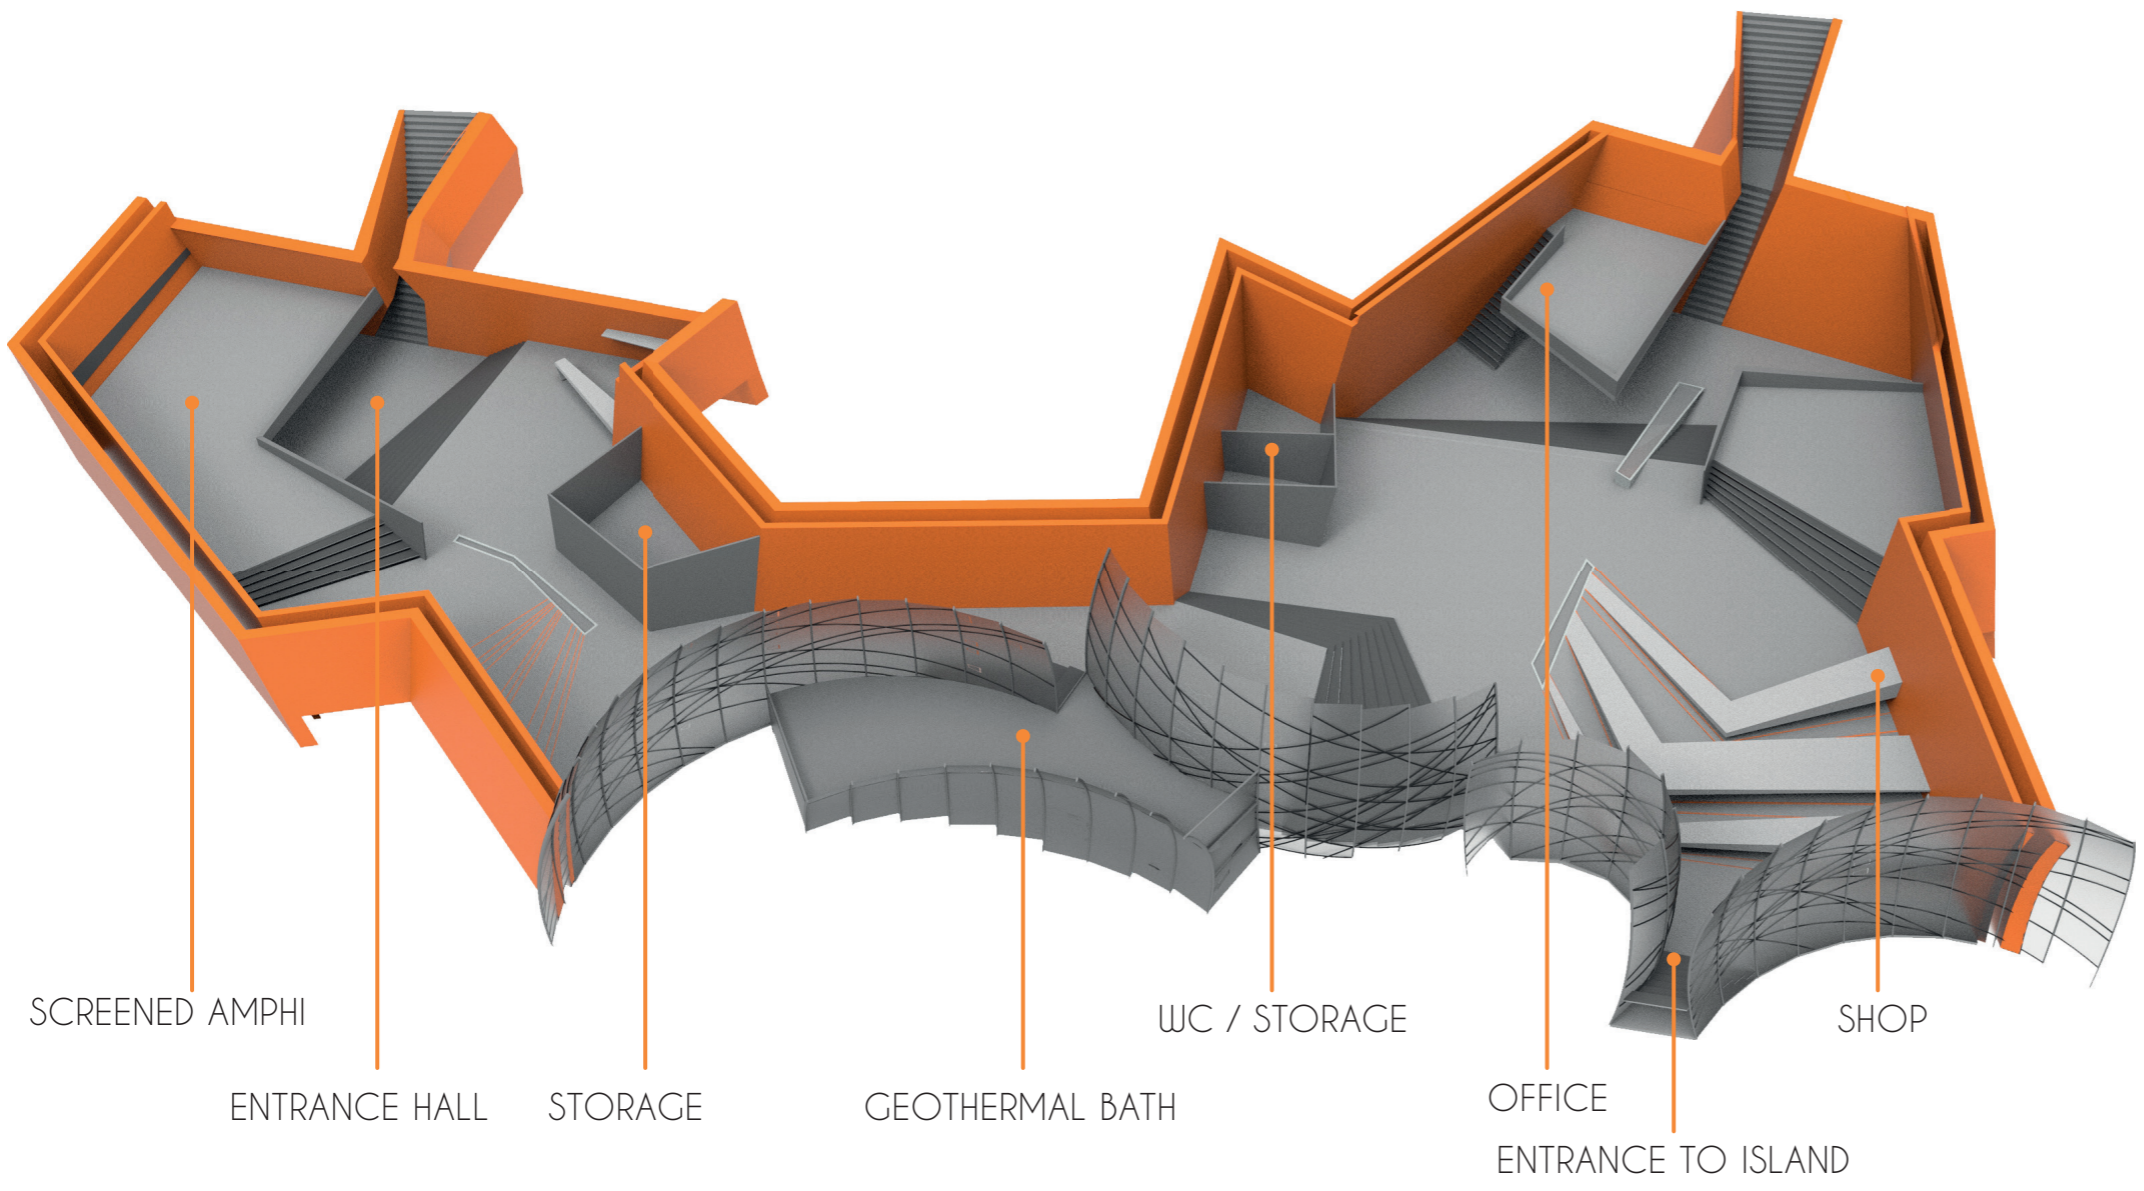 SCREENED AMPHI
ENTRANCE HALL
STORAGE
GEOTHERMAL BATH
WC / STORAGE
OFFICE
ENTRANCE TO ISLAND
SHOP